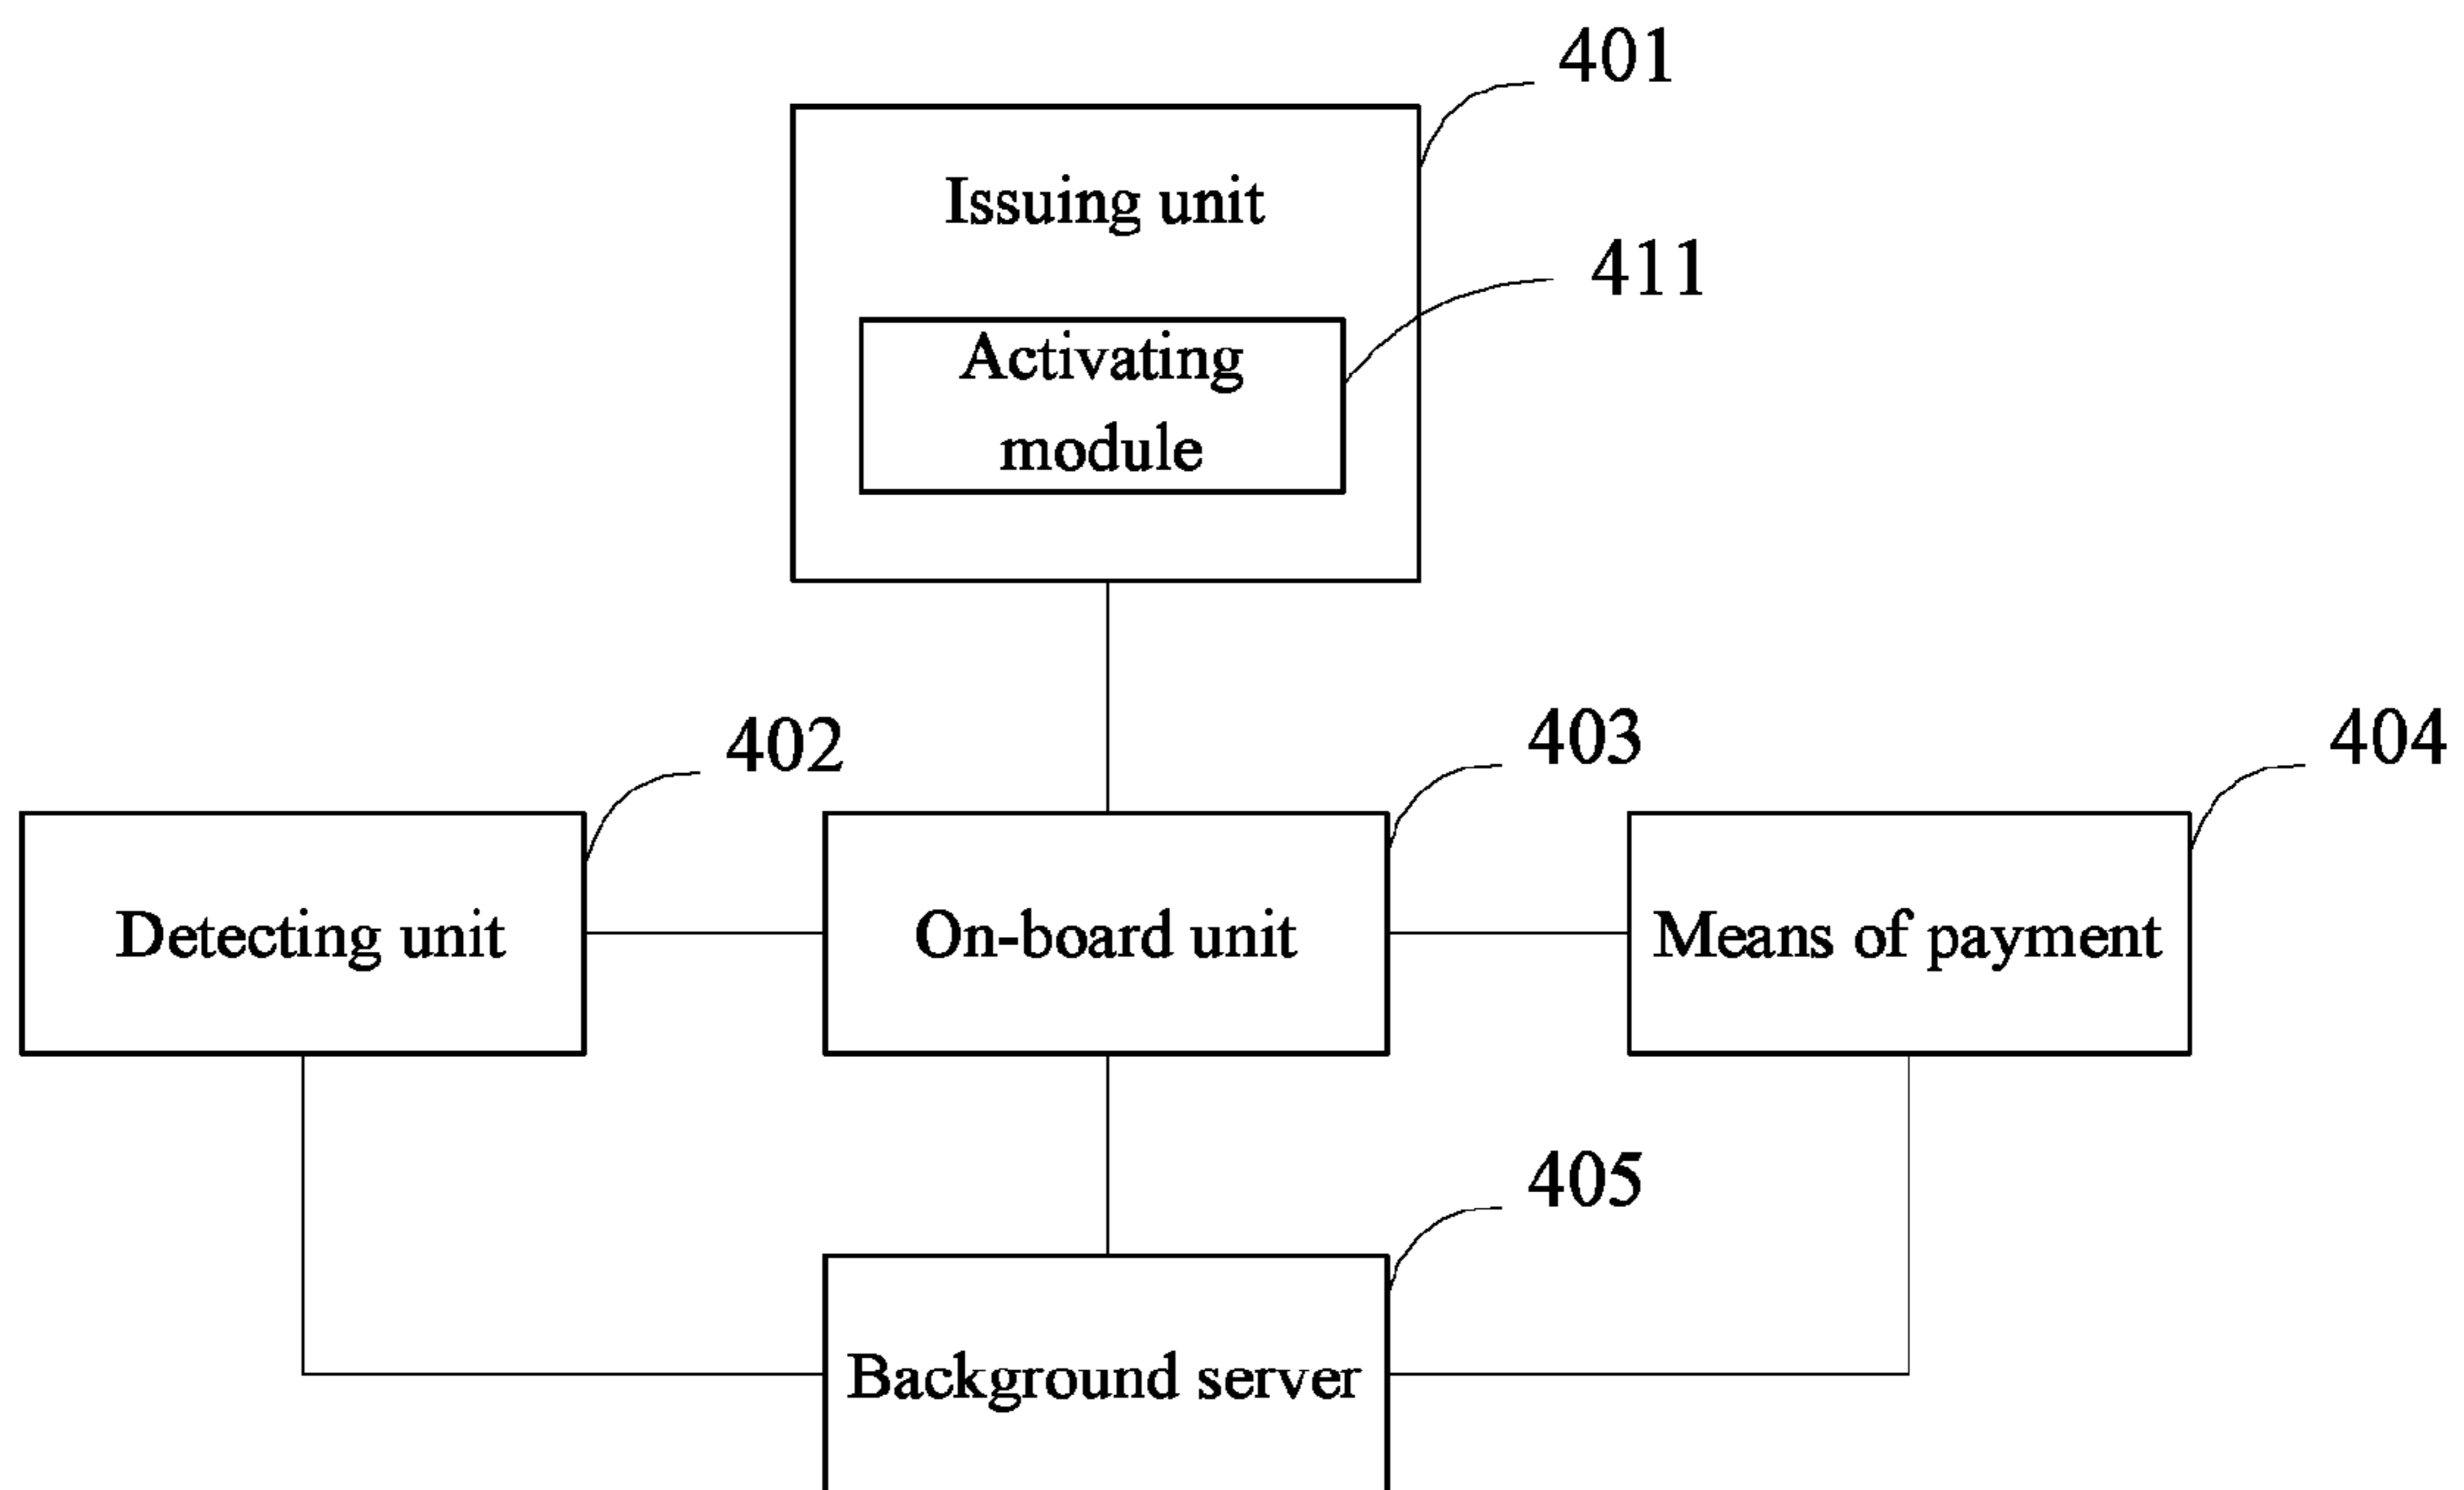 401
Issuing unit
411
Activating
module
402
403
404
Detecting unit
On-board unit
Means of payment
405
Background server